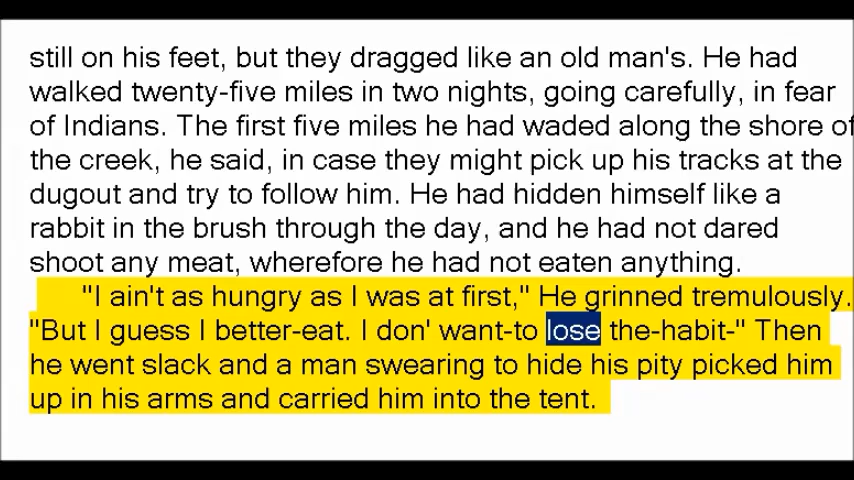 still on his feet, but they dragged like an old man's. He had
walked twenty-five miles in two nights, going carefully, in fear
of Indians. The first five miles he had waded along the shore of
the creek, he said, in case they might pick up his tracks at the
dugout and try to follow him. He had hidden himself like a
rabbit in the brush through the day, and he had not dared
shoot any meat, wherefore he had not eaten anything.
"I ain't as hungry as I was at first," He grinned tremulously.
"But I guess I better-eat. I don' want-to lose the-habit-" Then
he went slack and a man swearing to hide his pity picked him
up in his arms and carried him into the tent.